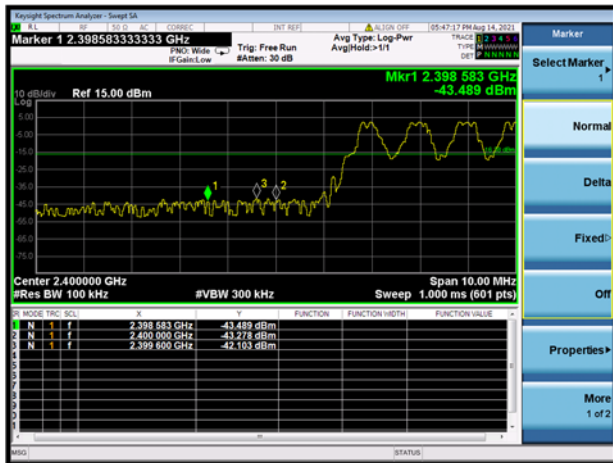 Keysight Spectrum Analyzer - Swept SA
RL RF 50 Ω AC CORREC INT REF ALIGN OFF 05:47:17 PM Aug 14, 2021
Marker 1 2.398583333333 GHz
PNO: Wide
IFGain:Low
Trig: Free Run
#Atten: 30 dB
Avg Type: Log-Pwr
Avg|Hold:>1/1
TRACE 1 2 3 4 5 6
TYPE M WWWWW
DET P N N N N N
Mkr1 2.398 583 GHz
-43.489 dBm
10 dB/div
Log
Ref 15.00 dBm
5.00
-5.00
-15.0
-25.0
-35.0
-45.0
-55.0
-65.0
-75.0
1
3
2
Center 2.400000 GHz
#Res BW 100 kHz
#VBW 300 kHz
Span 10.00 MHz
Sweep 1.000 ms (601 pts)
MODE TRC SCL X Y FUNCTION FUNCTION WIDTH FUNCTION VALUE
1 N 1 f 2.398 583 GHz -43.489 dBm
2 N 1 f 2.400 000 GHz -43.278 dBm
3 N 1 f 2.399 600 GHz -42.103 dBm
4
5
6
7
8
9
MSG
STATUS
Marker
Select Marker
1
Normal
Delta
Fixed
Off
Properties
More
1 of 2